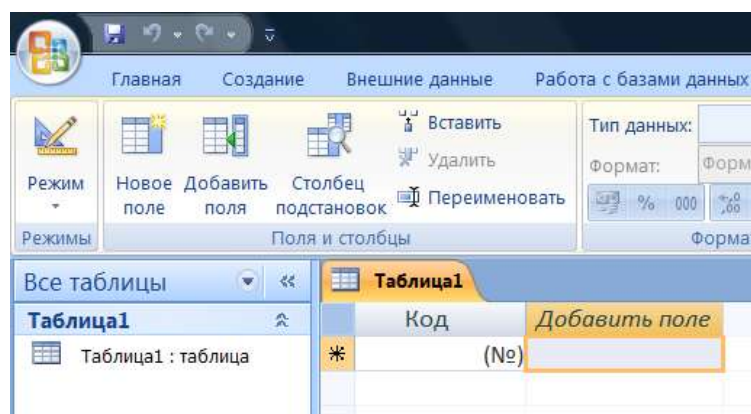 Главная Создание Внешние данные Работа с базами данных
Режим
Новое поле
Добавить поля
Столбец подстановок
Вставить
Удалить
Переименовать
Тип данных:
Формат: Форм
% 000 ,00
Режимы Поля и столбцы Форма
Все таблицы
Таблица1
Таблица1 : таблица
Таблица1
Код Добавить поле
(№)